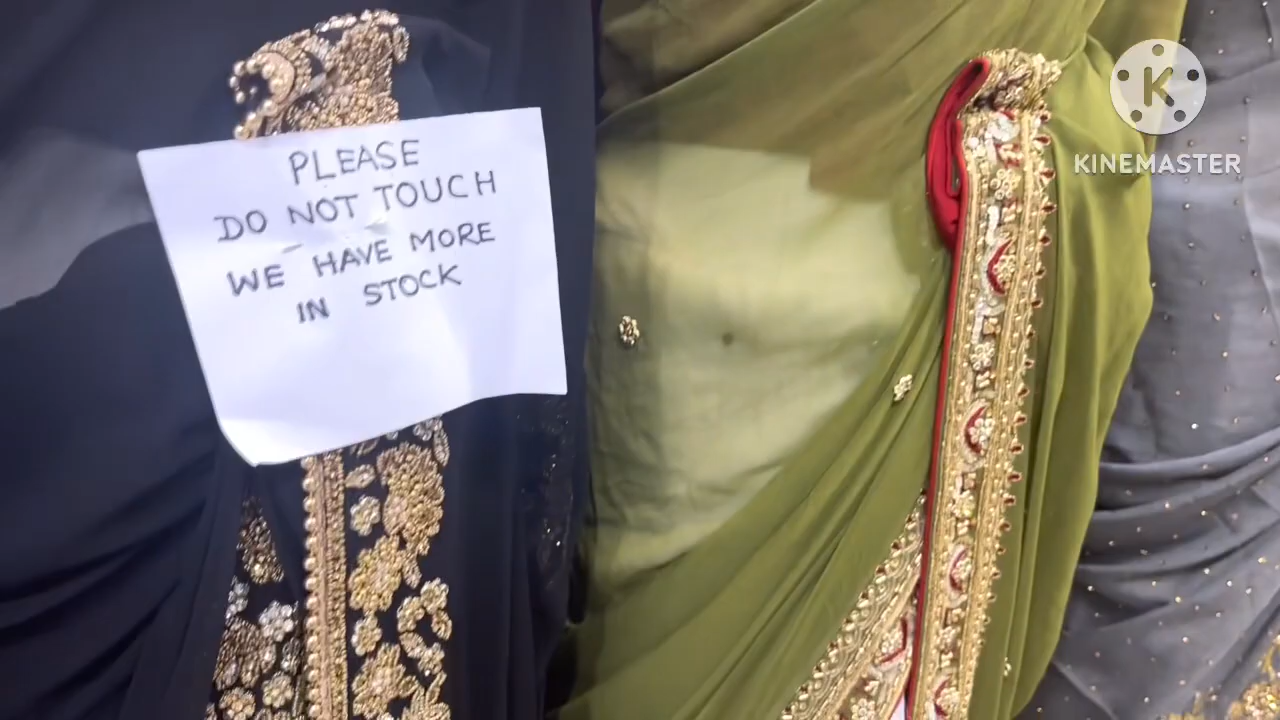 PLEASE
DO NOT TOUCH
WE HAVE MORE
IN STOCK
K
KINEMASTER